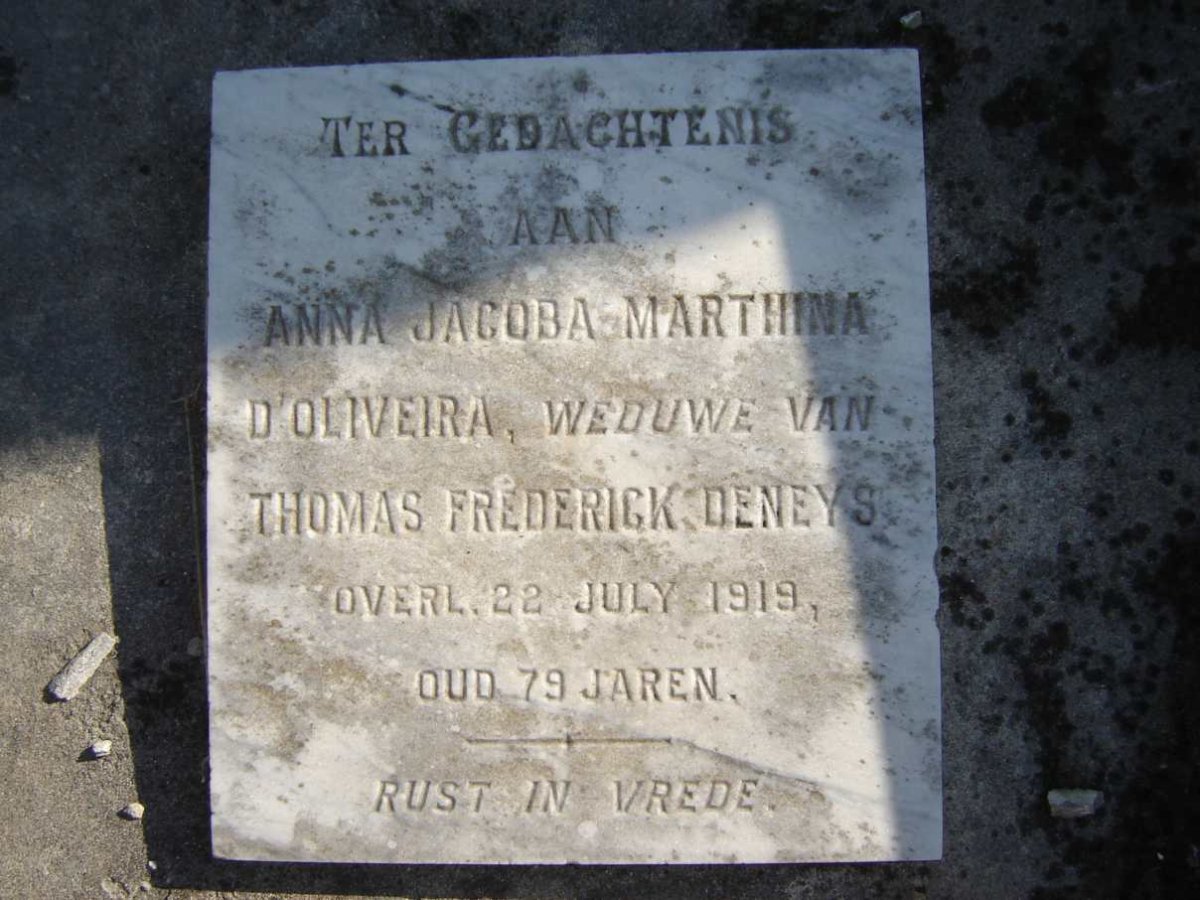 TER GEDACHTENIS
AAN
ANNA JACOBA MARTHINA
D'OLIVEIRA, WEDUWE VAN
THOMAS FREDERICK DENEYS
OVERL. 22 JULY 1919,
OUD 79 JAREN.
RUST IN VREDE.